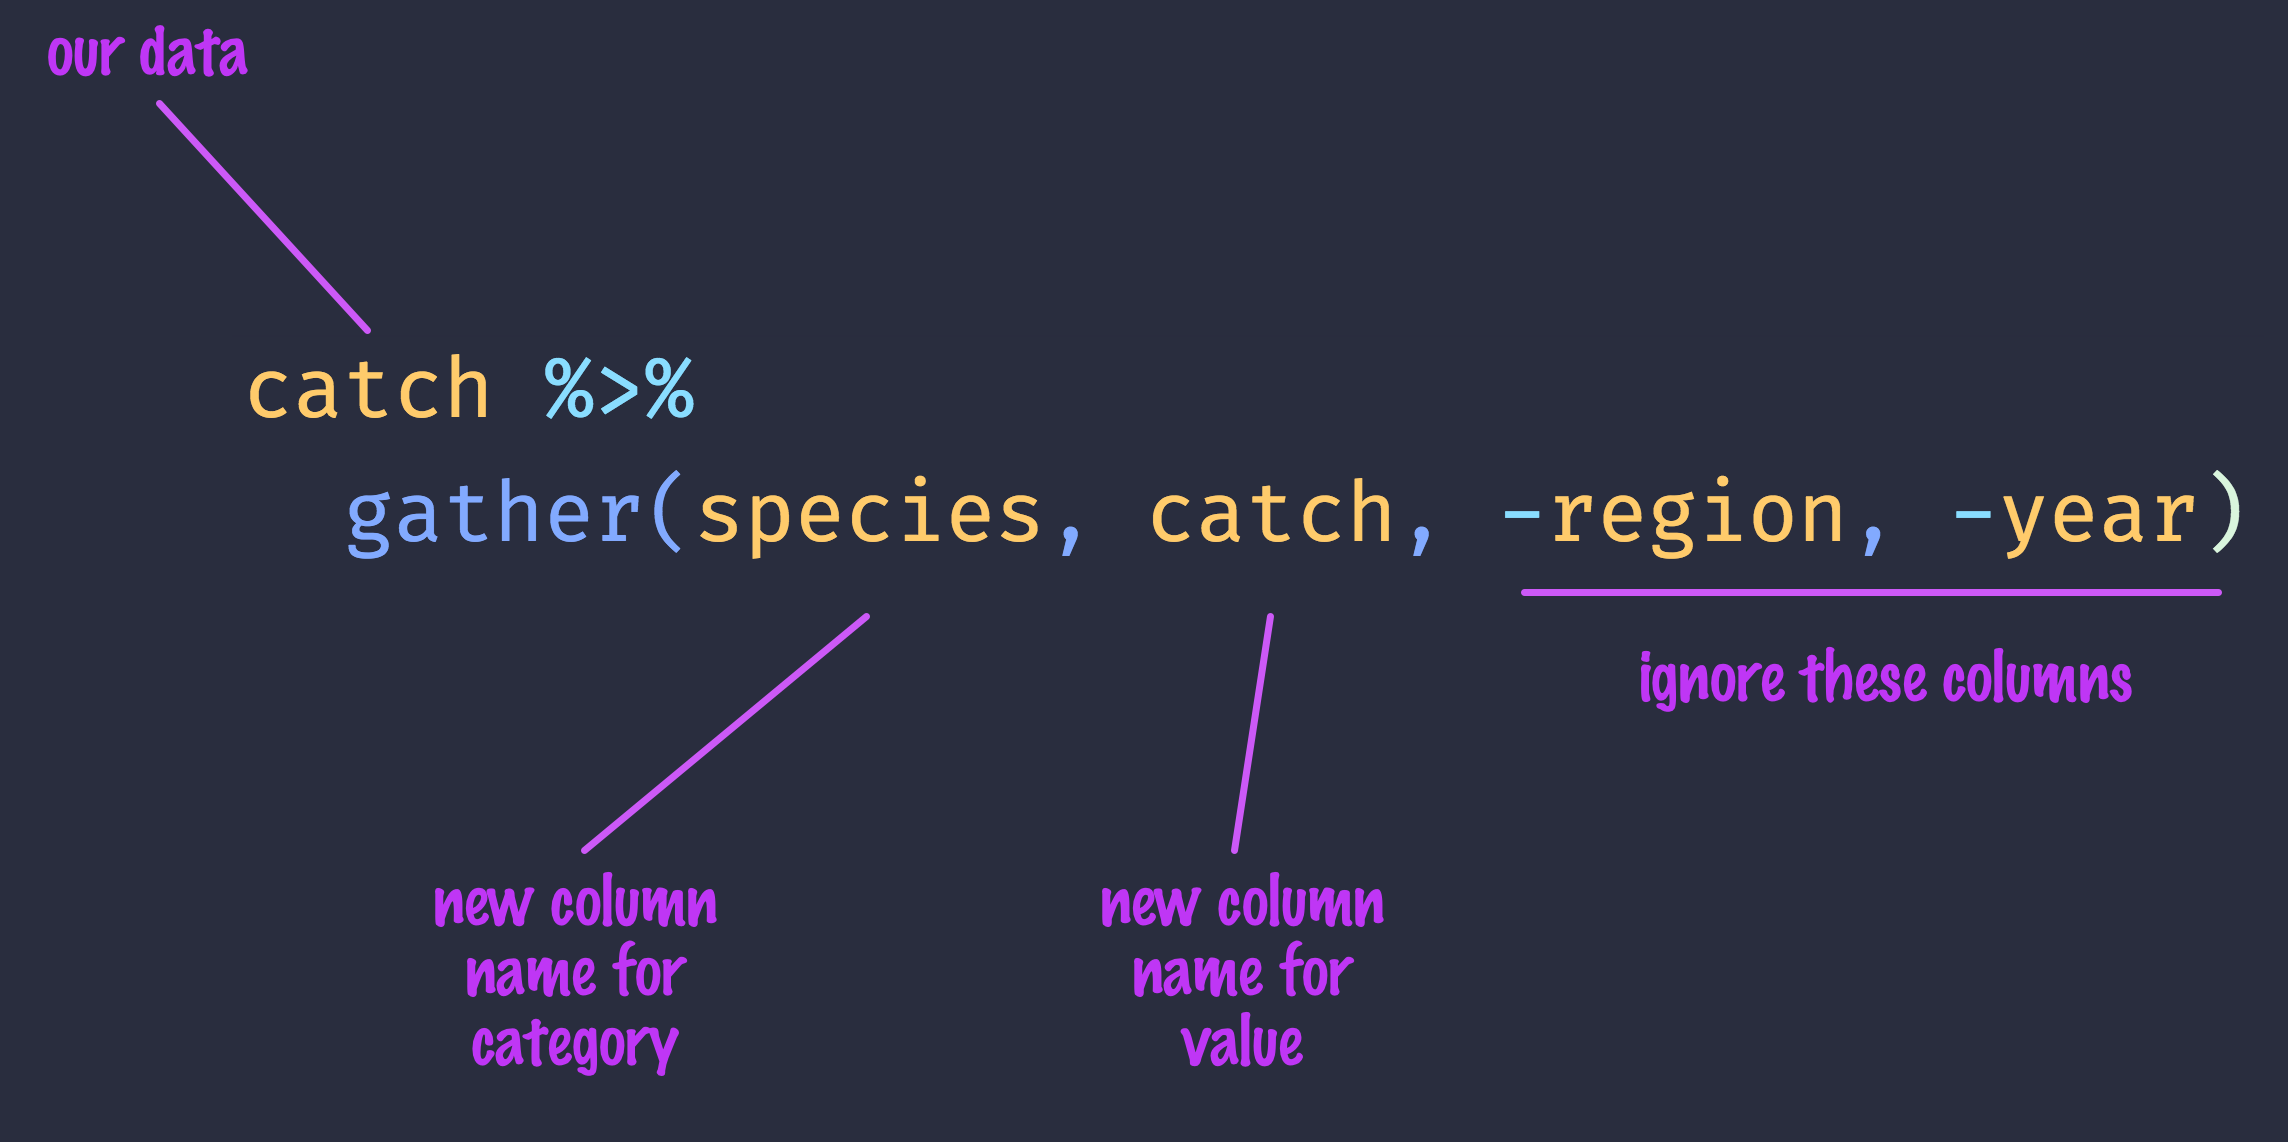 our data
catch %>%
gather(species, catch, -region, -year)
ignore these columns
new column
name for
category
new column
name for
value